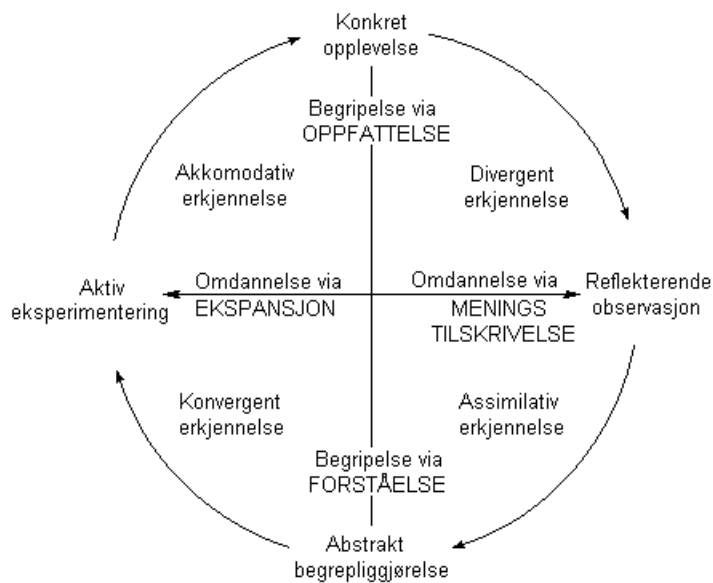 Konkret
opplevelse
Begripelse via
OPPFATTELSE
Akkomodativ
erkjennelse
Divergent
erkjennelse
Aktiv
eksperimentering
Omdannelse via
EKSPANSJON
Omdannelse via
MENINGS
TILSKRIVELSE
Reflekterende
observasjon
Konvergent
erkjennelse
Assimilativ
erkjennelse
Begripelse via
FORSTÅELSE
Abstrakt
begrepliggjørelse